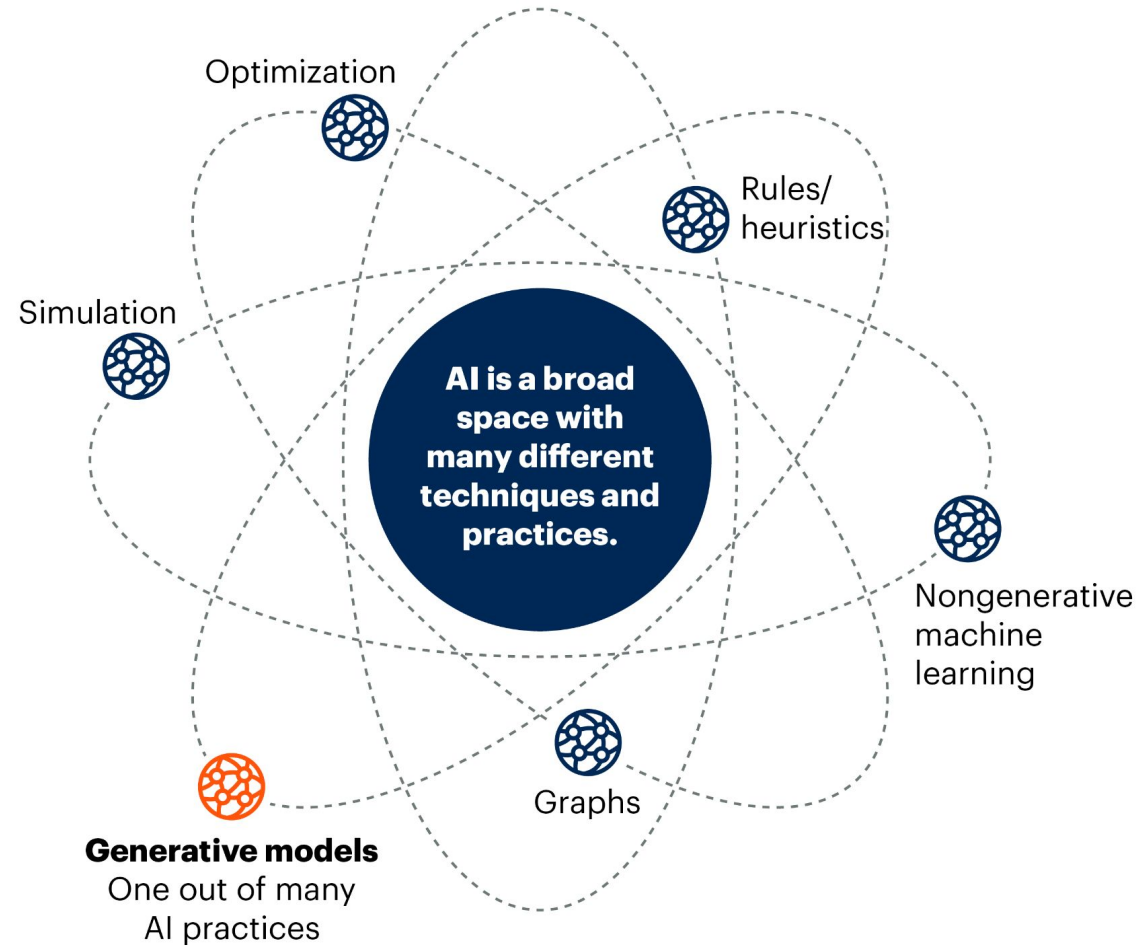 Optimization
Rules/
heuristics
Simulation
AI is a broad
space with
many different
techniques and
practices.
Nongenerative
machine
learning
Graphs
Generative models
One out of many
AI practices